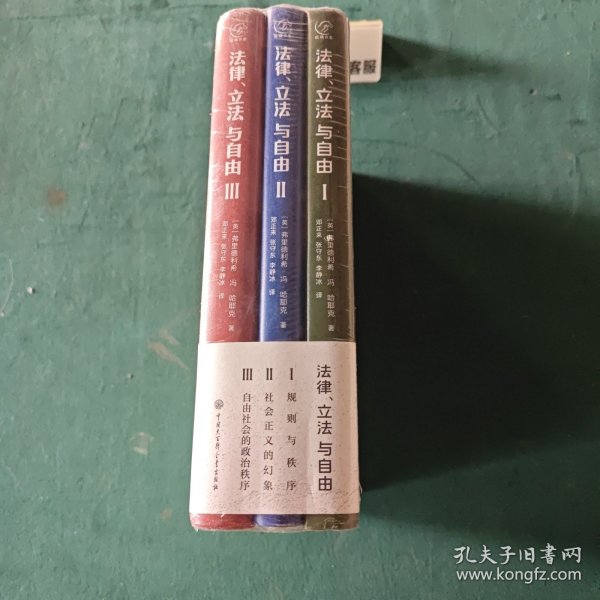 法律、立法与自由 III
[英]弗里德利希 冯 哈耶克 著
邓正来 张守东 李静冰 译
法律、立法与自由 II
[英]弗里德利希 冯 哈耶克 著
邓正来 张守东 李静冰 译
法律、立法与自由 I
[英]弗里德利希 冯 哈耶克 著
邓正来 张守东 李静冰 译
客服
法律、立法与自由
I 规则与秩序
II 社会正义的幻象
III 自由社会的政治秩序
中国大百科全书出版社
孔夫子旧书网
www.kongfz.com